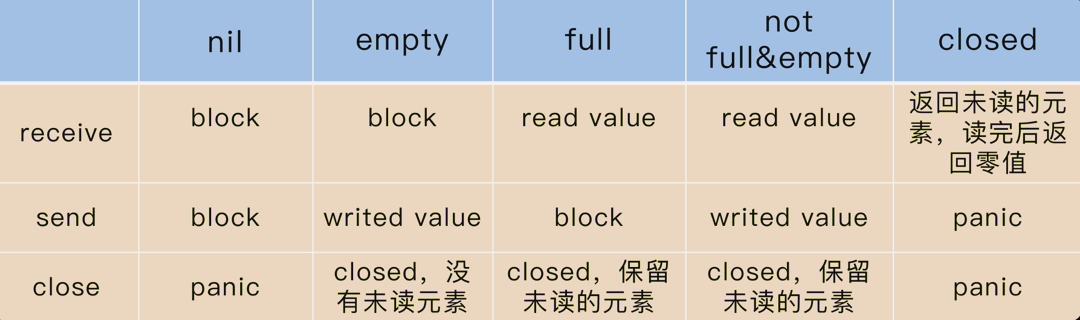 nil
empty
full
not
full&empty
closed
receive
block
block
read value
read value
返回未读的元
素，读完后返
回零值
send
block
writed value
block
writed value
panic
close
panic
closed，没
有未读元素
closed，保留
未读的元素
closed，保留
未读的元素
panic